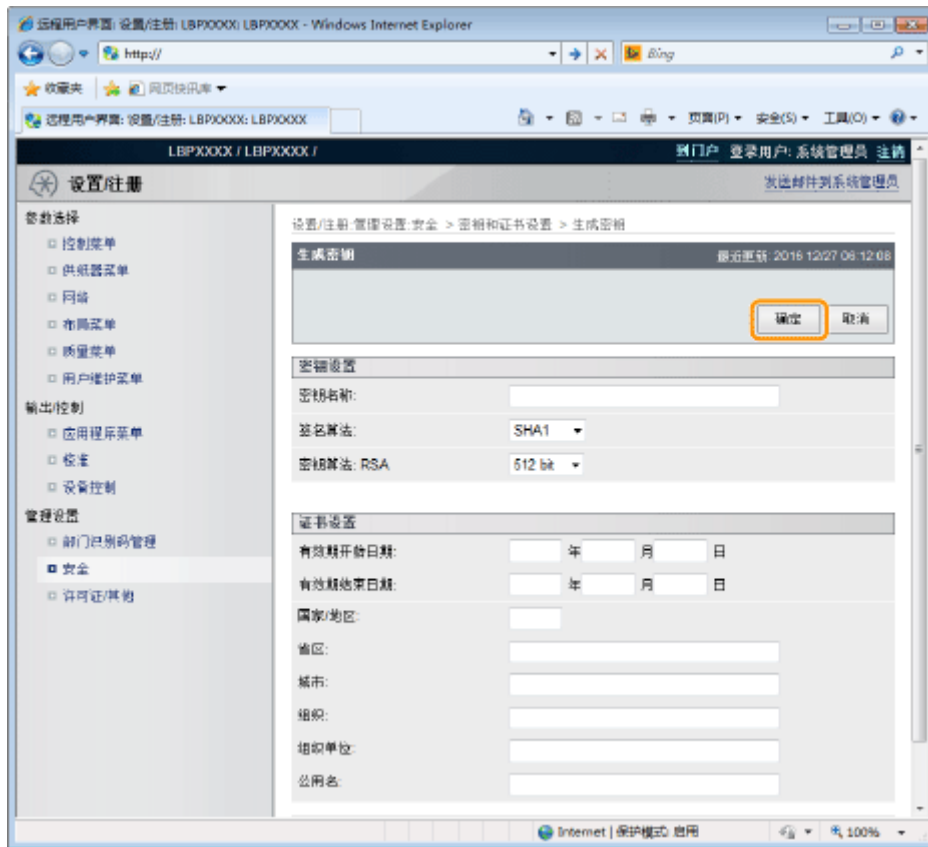 远程用户界面: 设置/注册: LBPXXXX: LBPXXXX - Windows Internet Explorer
http://
Bing
收藏夹 网页快讯库
远程用户界面: 设置/注册: LBPXXXX: LBPXXXX
页面(P) 安全(S) 工具(O)
LBPXXXX / LBPXXXX /
到门户 登录用户: 系统管理员 注销
设置/注册
发送邮件到系统管理员
参数选择
控制菜单
供纸器菜单
网络
布局菜单
质量菜单
用户维护菜单
输出/控制
应用程序菜单
校准
设备控制
管理设置
部门识别码管理
安全
许可证/其他
设置/注册:管理设置:安全 > 密钥和证书设置 > 生成密钥
生成密钥
最近更新: 2016 12/27 06:12:08
确定 取消
密钥设置
密钥名称:
签名算法: SHA1
密钥算法: RSA 512 bit
证书设置
有效期开始日期: 年 月 日
有效期结束日期: 年 月 日
国家/地区:
省区:
城市:
组织:
组织单位:
公用名:
Internet | 保护模式: 启用
100%